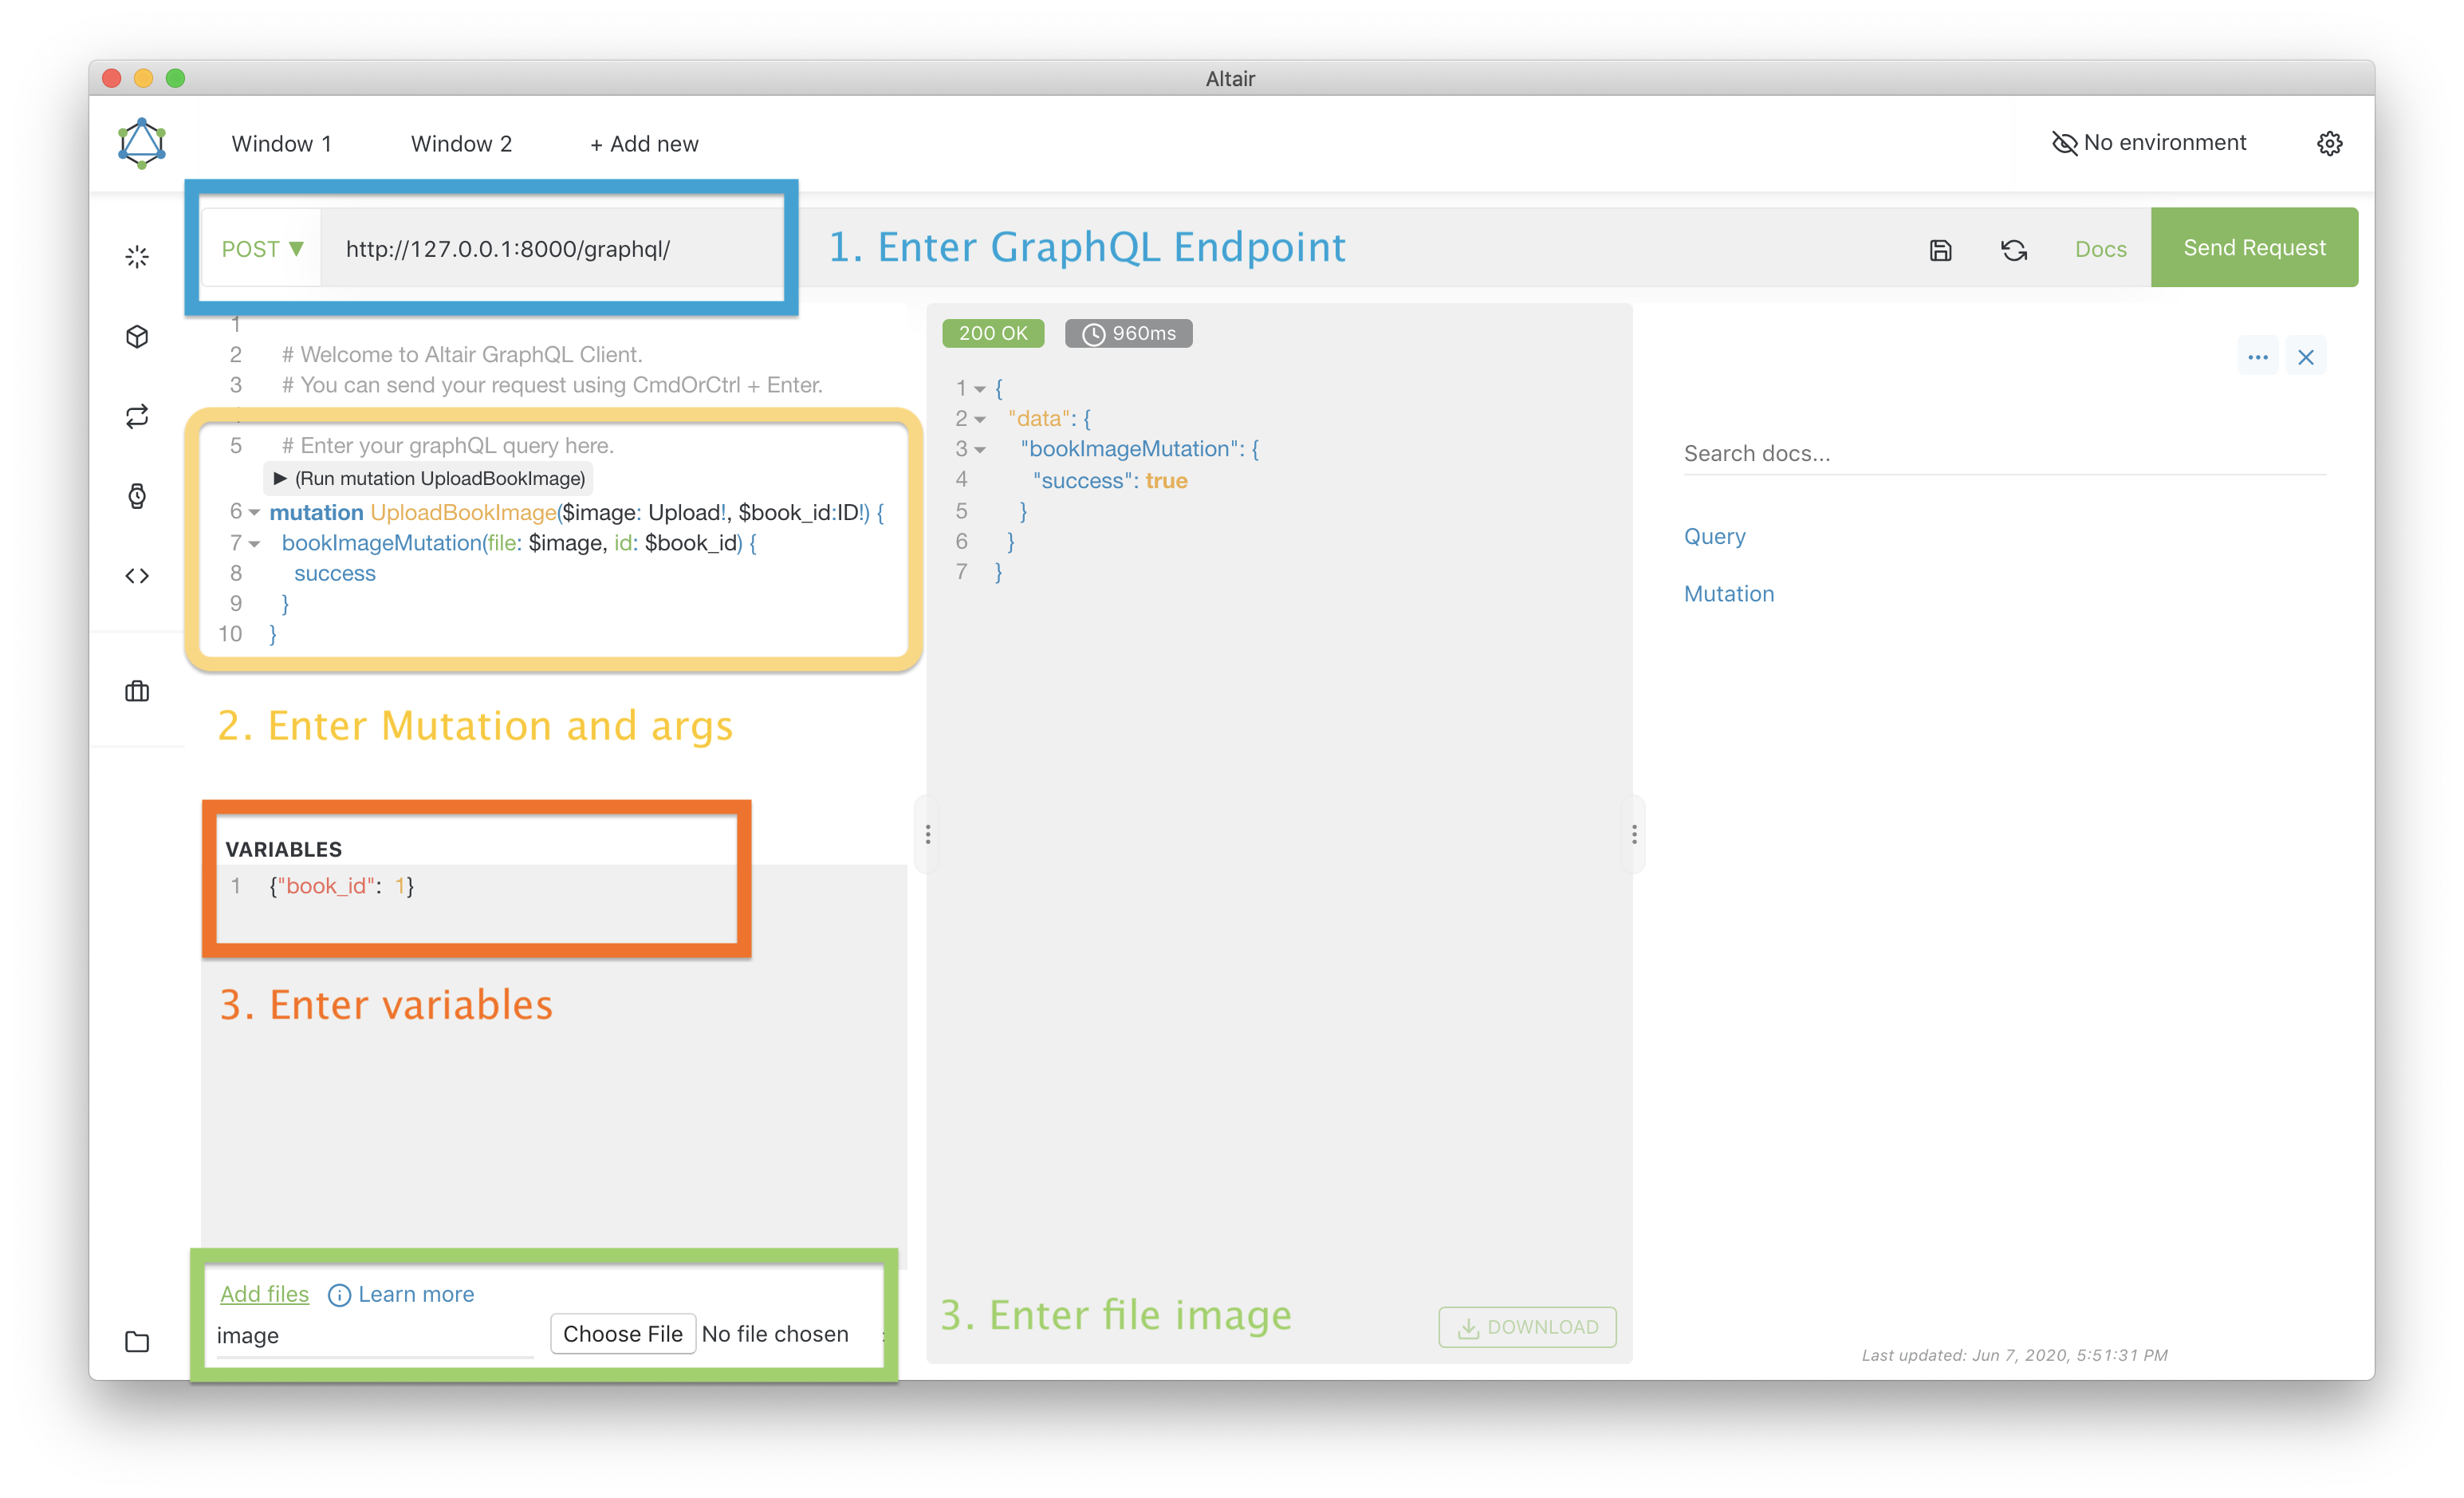 Altair
Window 1 Window 2 + Add new No environment
POST ▼ http://127.0.0.1:8000/graphql/ 1. Enter GraphQL Endpoint Docs Send Request
1
2 # Welcome to Altair GraphQL Client.
3 # You can send your request using CmdOrCtrl + Enter.
5 # Enter your graphQL query here.
▶ (Run mutation UploadBookImage)
6 mutation UploadBookImage($image: Upload!, $book_id:ID!) {
7 bookImageMutation(file: $image, id: $book_id) {
8 success
9 }
10 }
2. Enter Mutation and args
VARIABLES
1 {"book_id": 1}
3. Enter variables
Add files Learn more
image Choose File No file chosen
200 OK 960ms
1 {
2 "data": {
3 "bookImageMutation": {
4 "success": true
5 }
6 }
7 }
3. Enter file image
DOWNLOAD
Search docs...
Query
Mutation
Last updated: Jun 7, 2020, 5:51:31 PM